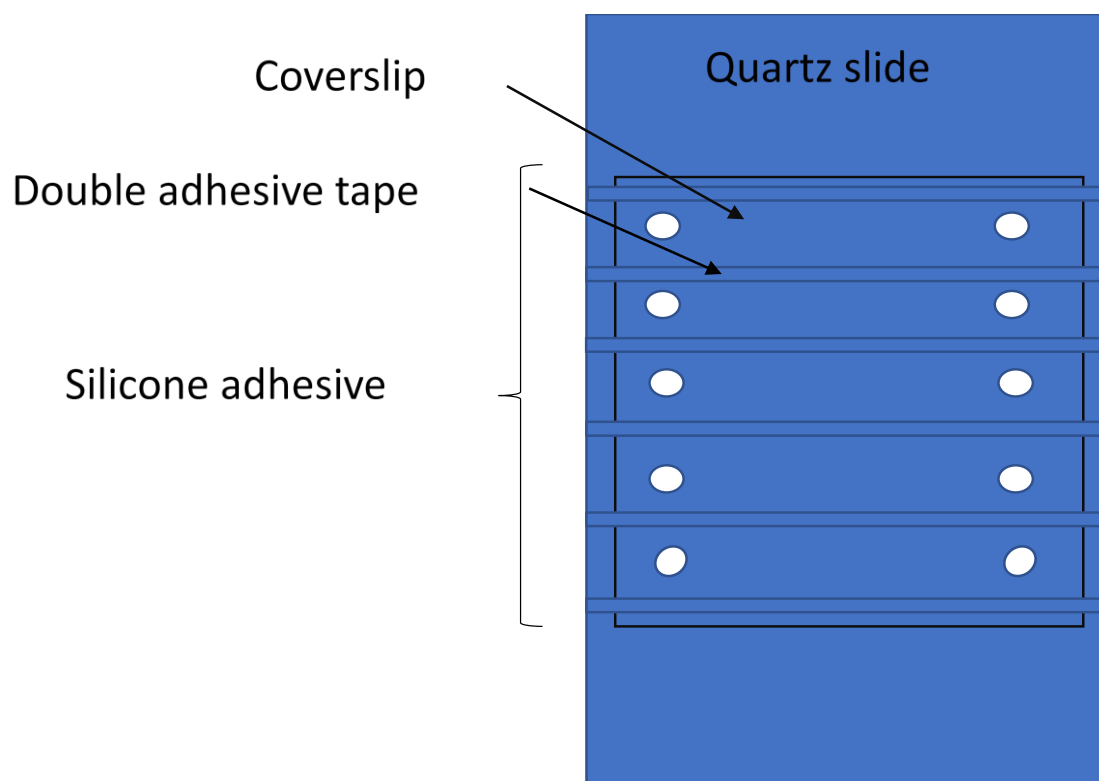 Coverslip
Quartz slide
Double adhesive tape
Silicone adhesive